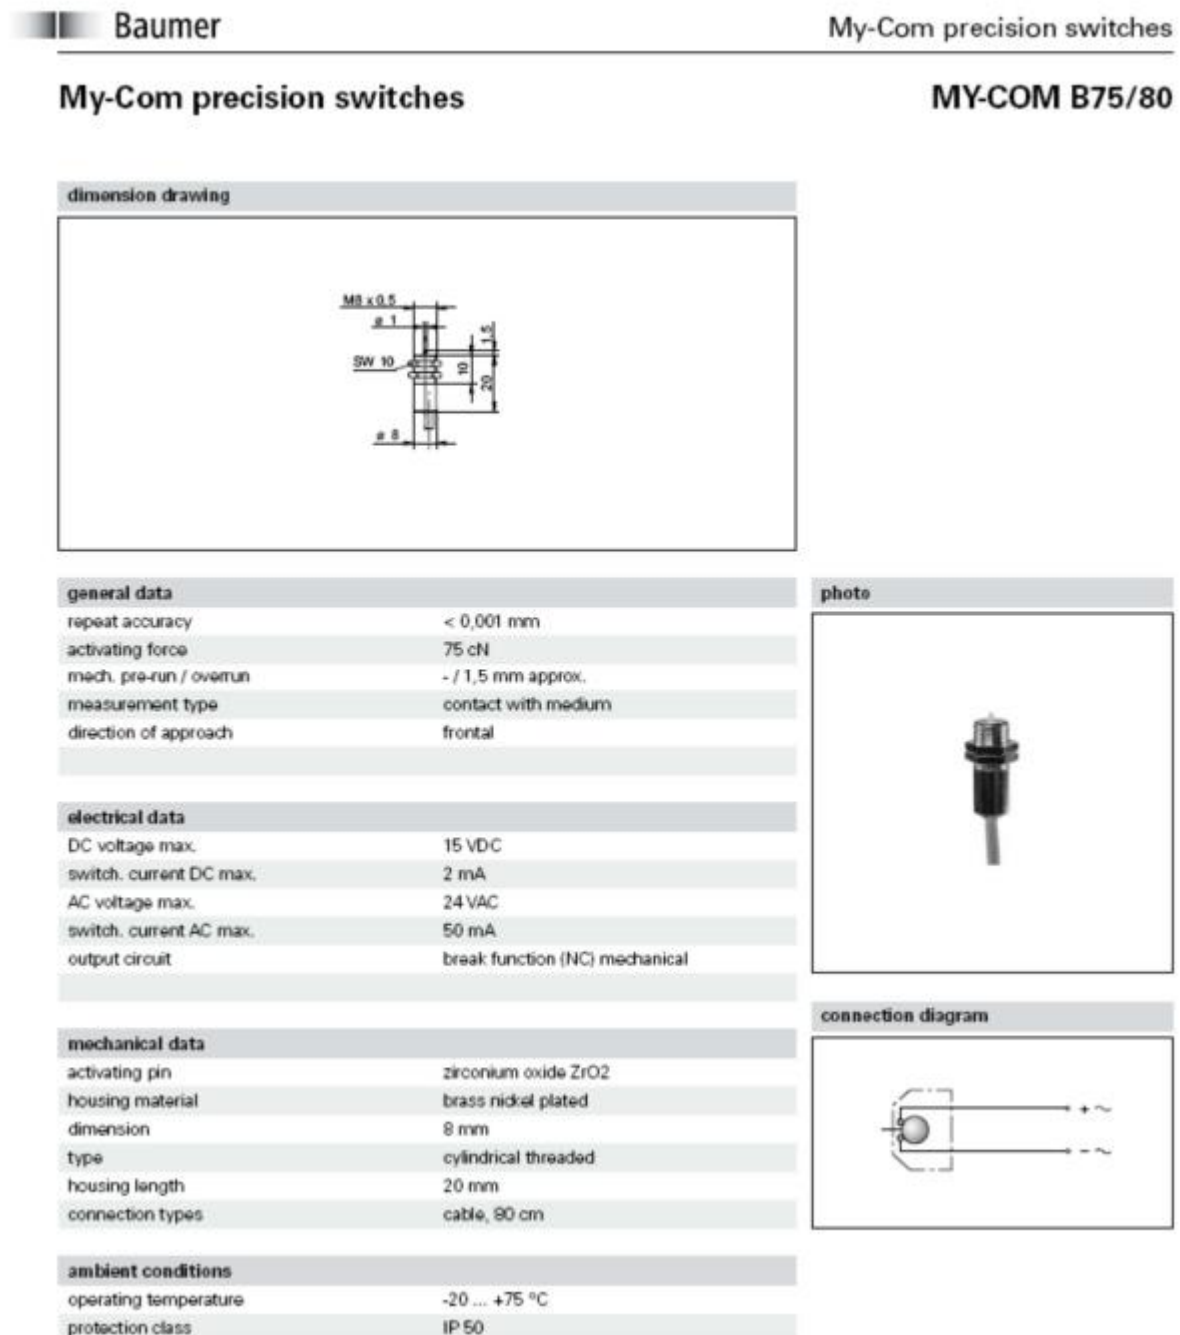 Baumer
My-Com precision switches
My-Com precision switches
MY-COM B75/80
dimension drawing
M8 x 0.5
ø 1
1,5
SW 10
10
20
ø 8
general data
repeat accuracy < 0,001 mm
activating force 75 cN
mech. pre-run / overrun - / 1,5 mm approx.
measurement type contact with medium
direction of approach frontal
photo
electrical data
DC voltage max. 15 VDC
switch. current DC max. 2 mA
AC voltage max. 24 VAC
switch. current AC max. 50 mA
output circuit break function (NC) mechanical
connection diagram
+ ~
- ~
mechanical data
activating pin zirconium oxide ZrO2
housing material brass nickel plated
dimension 8 mm
type cylindrical threaded
housing length 20 mm
connection types cable, 80 cm
ambient conditions
operating temperature -20 ... +75 °C
protection class IP 50